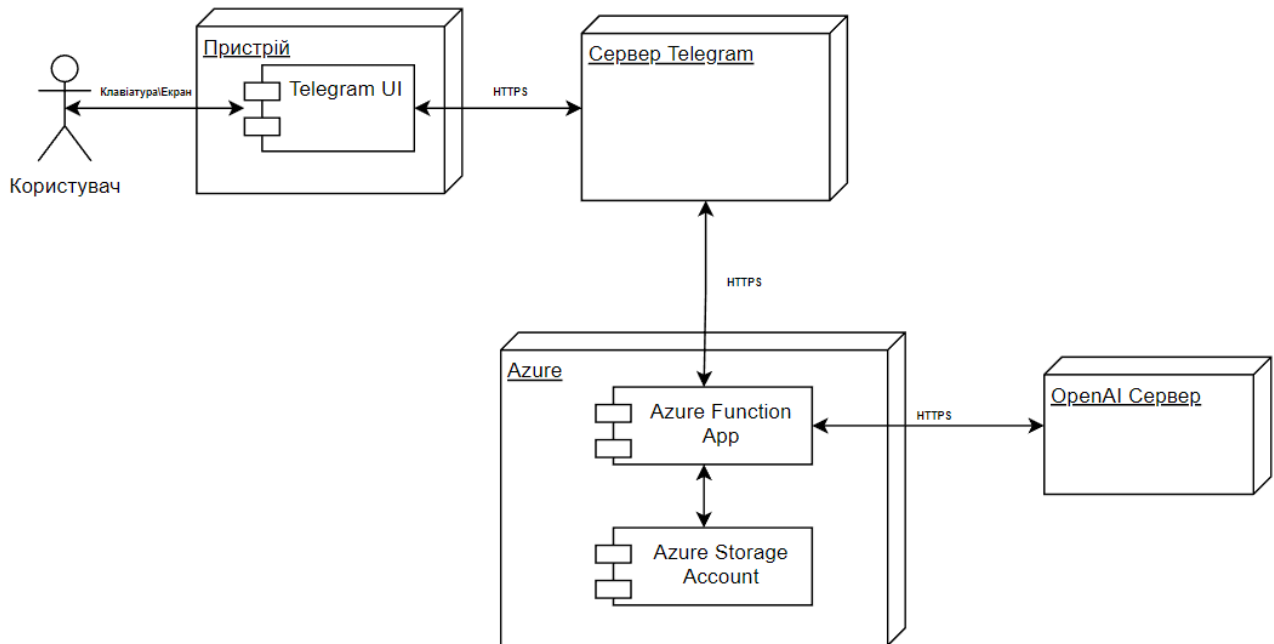 Пристрій
Сервер Telegram
Telegram UI
Клавіатура\Екран
HTTPS
Користувач
HTTPS
Azure
OpenAI Сервер
Azure Function
App
HTTPS
Azure Storage
Account